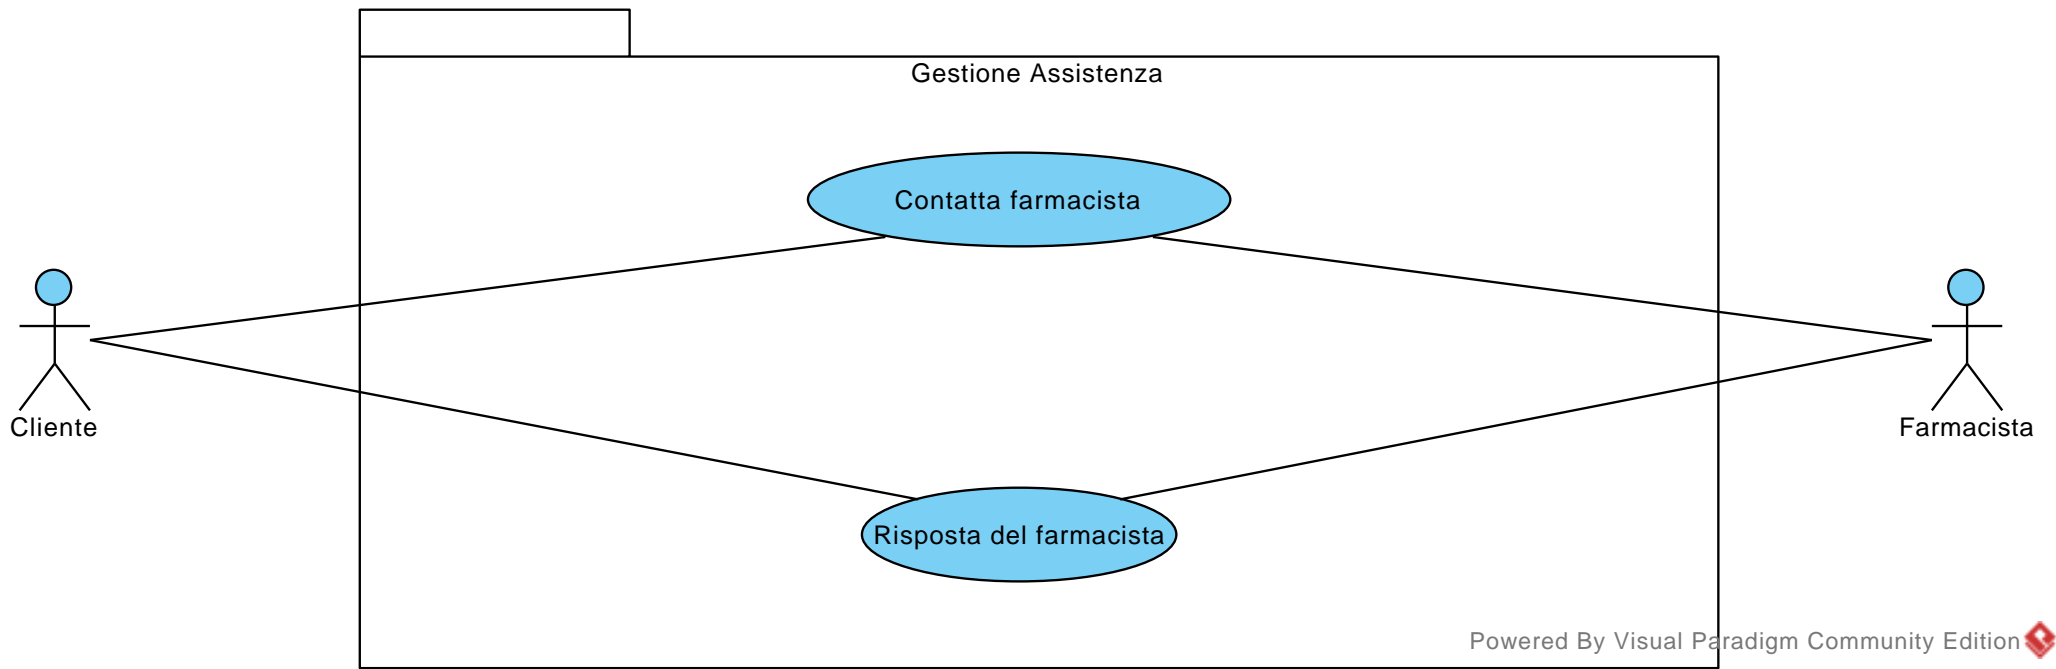 Gestione Assistenza
Contatta farmacista
Cliente
Farmacista
Risposta del farmacista
Powered By Visual Paradigm Community Edition